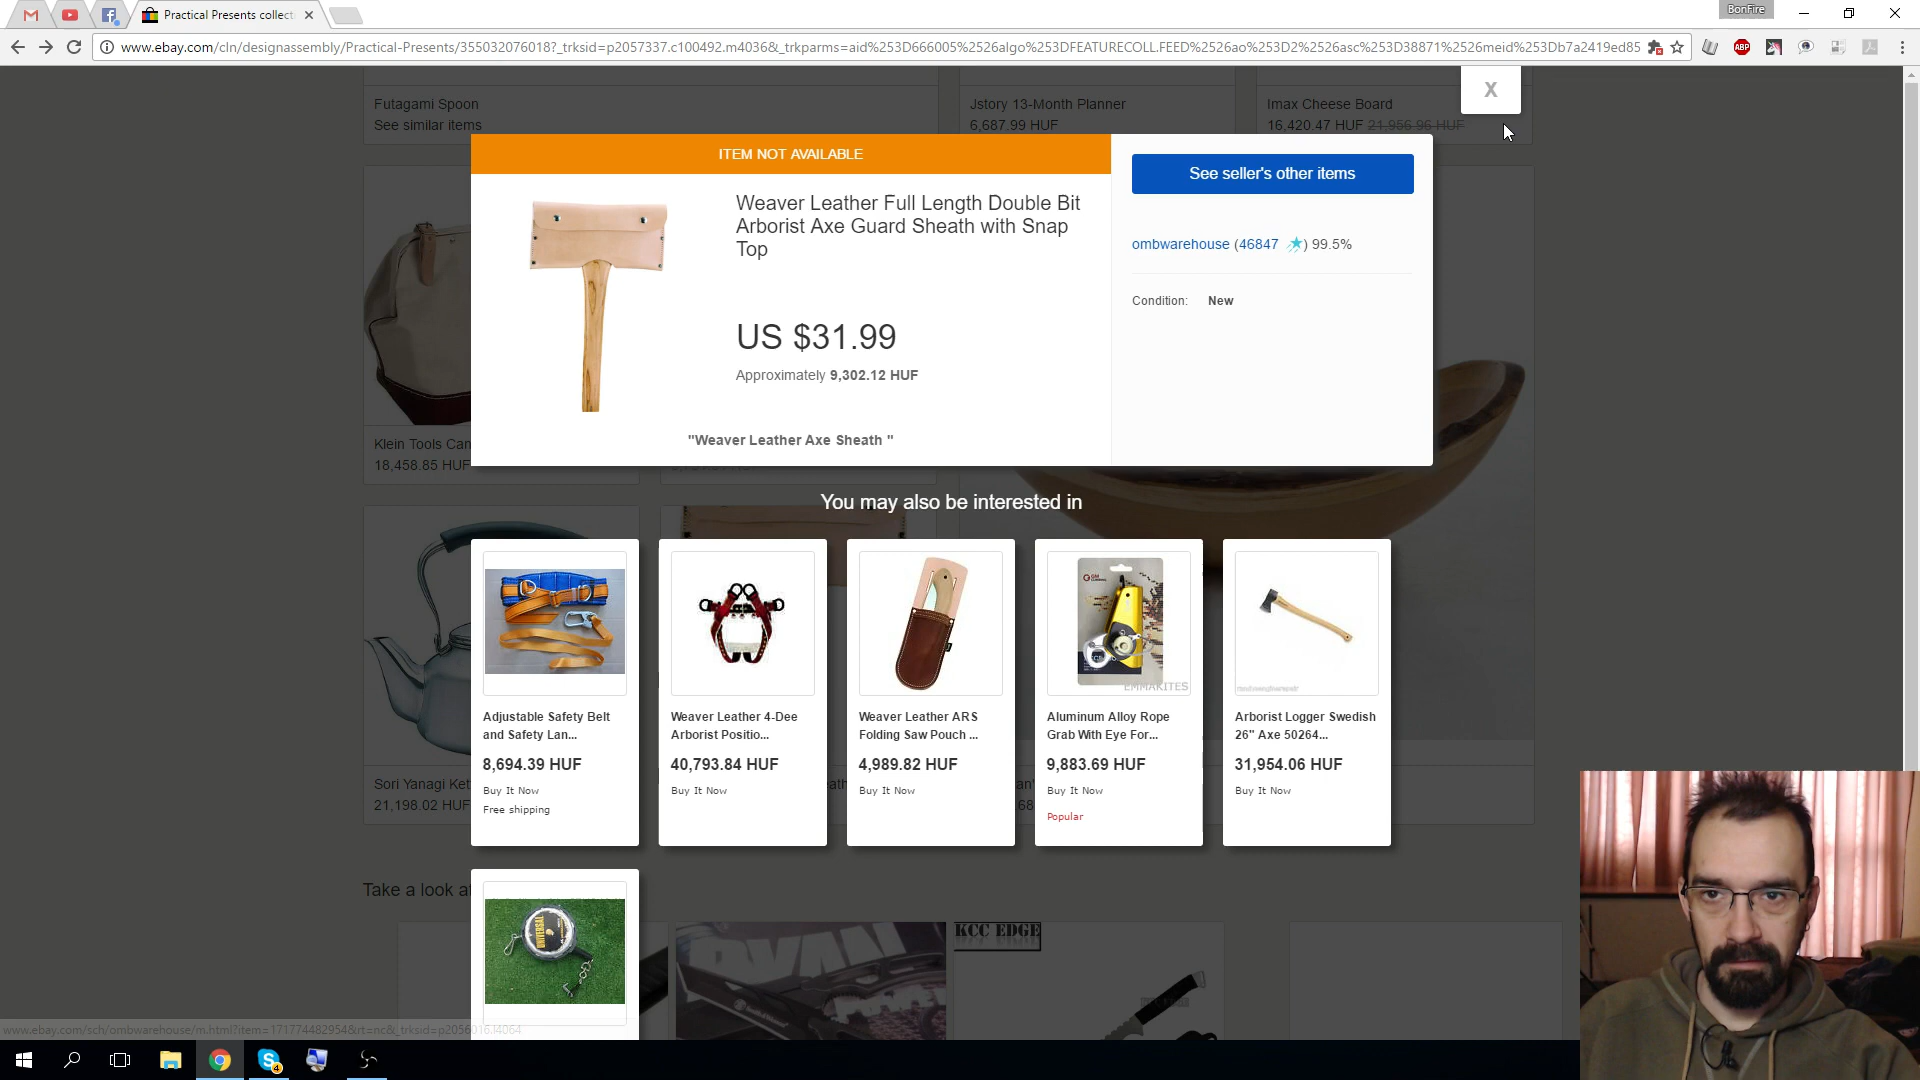 Practical Presents collect
BonFire
www.ebay.com/cln/designassembly/Practical-Presents/355032076018?_trksid=p2057337.c100492.m4036&_trkparms=aid%253D666005%2526algo%253DFEATURECOLL.FEED%2526ao%253D2%2526asc%253D38871%2526meid%253Db7a2419ed85
ABP
Futagami Spoon
See similar items
Jstory 13-Month Planner
6,687.99 HUF
Imax Cheese Board
16,420.47 HUF 21,956.96 HUF
X
ITEM NOT AVAILABLE
Weaver Leather Full Length Double Bit
Arborist Axe Guard Sheath with Snap
Top
US $31.99
Approximately 9,302.12 HUF
"Weaver Leather Axe Sheath "
See seller's other items
ombwarehouse (46847 ) 99.5%
Condition: New
Klein Tools Can
18,458.85 HUF
You may also be interested in
Adjustable Safety Belt
and Safety Lan...
8,694.39 HUF
Buy It Now
Free shipping
Weaver Leather 4-Dee
Arborist Positio...
40,793.84 HUF
Buy It Now
Weaver Leather ARS
Folding Saw Pouch ...
4,989.82 HUF
Buy It Now
EMMAKITES
Aluminum Alloy Rope
Grab With Eye For...
9,883.69 HUF
Buy It Now
Popular
Arborist Logger Swedish
26" Axe 50264...
31,954.06 HUF
Buy It Now
Sori Yanagi Ket
21,198.02 HUF
Take a look at
KCC EDGE
UNIVERSAL
www.ebay.com/sch/ombwarehouse/m.html?item=171774482954&rt=nc&_trksid=p2056016.l4064
4